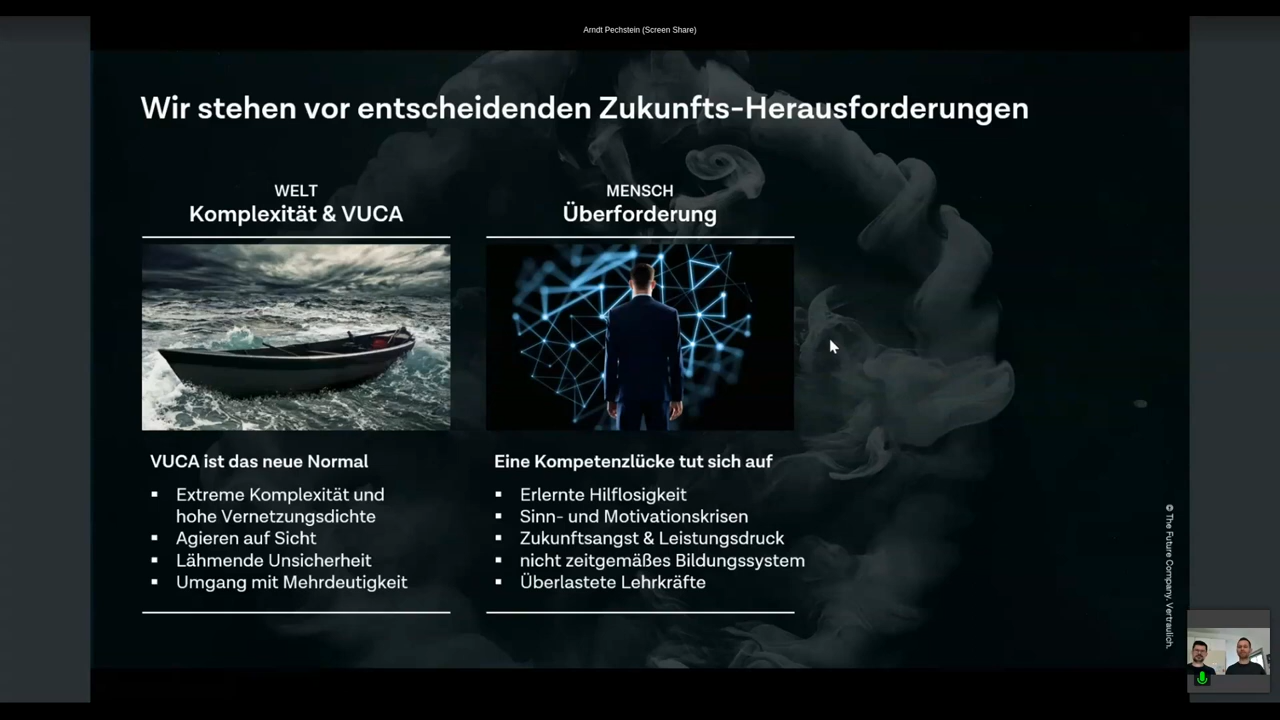 Arndt Pechstein (Screen Share)
Wir stehen vor entscheidenden Zukunfts-Herausforderungen
WELT
Komplexität & VUCA
VUCA ist das neue Normal
▪ Extreme Komplexität und
hohe Vernetzungsdichte
▪ Agieren auf Sicht
▪ Lähmende Unsicherheit
▪ Umgang mit Mehrdeutigkeit
MENSCH
Überforderung
Eine Kompetenzlücke tut sich auf
▪ Erlernte Hilflosigkeit
▪ Sinn- und Motivationskrisen
▪ Zukunftsangst & Leistungsdruck
▪ nicht zeitgemäßes Bildungssystem
▪ Überlastete Lehrkräfte
© The Future Company. Vertraulich.